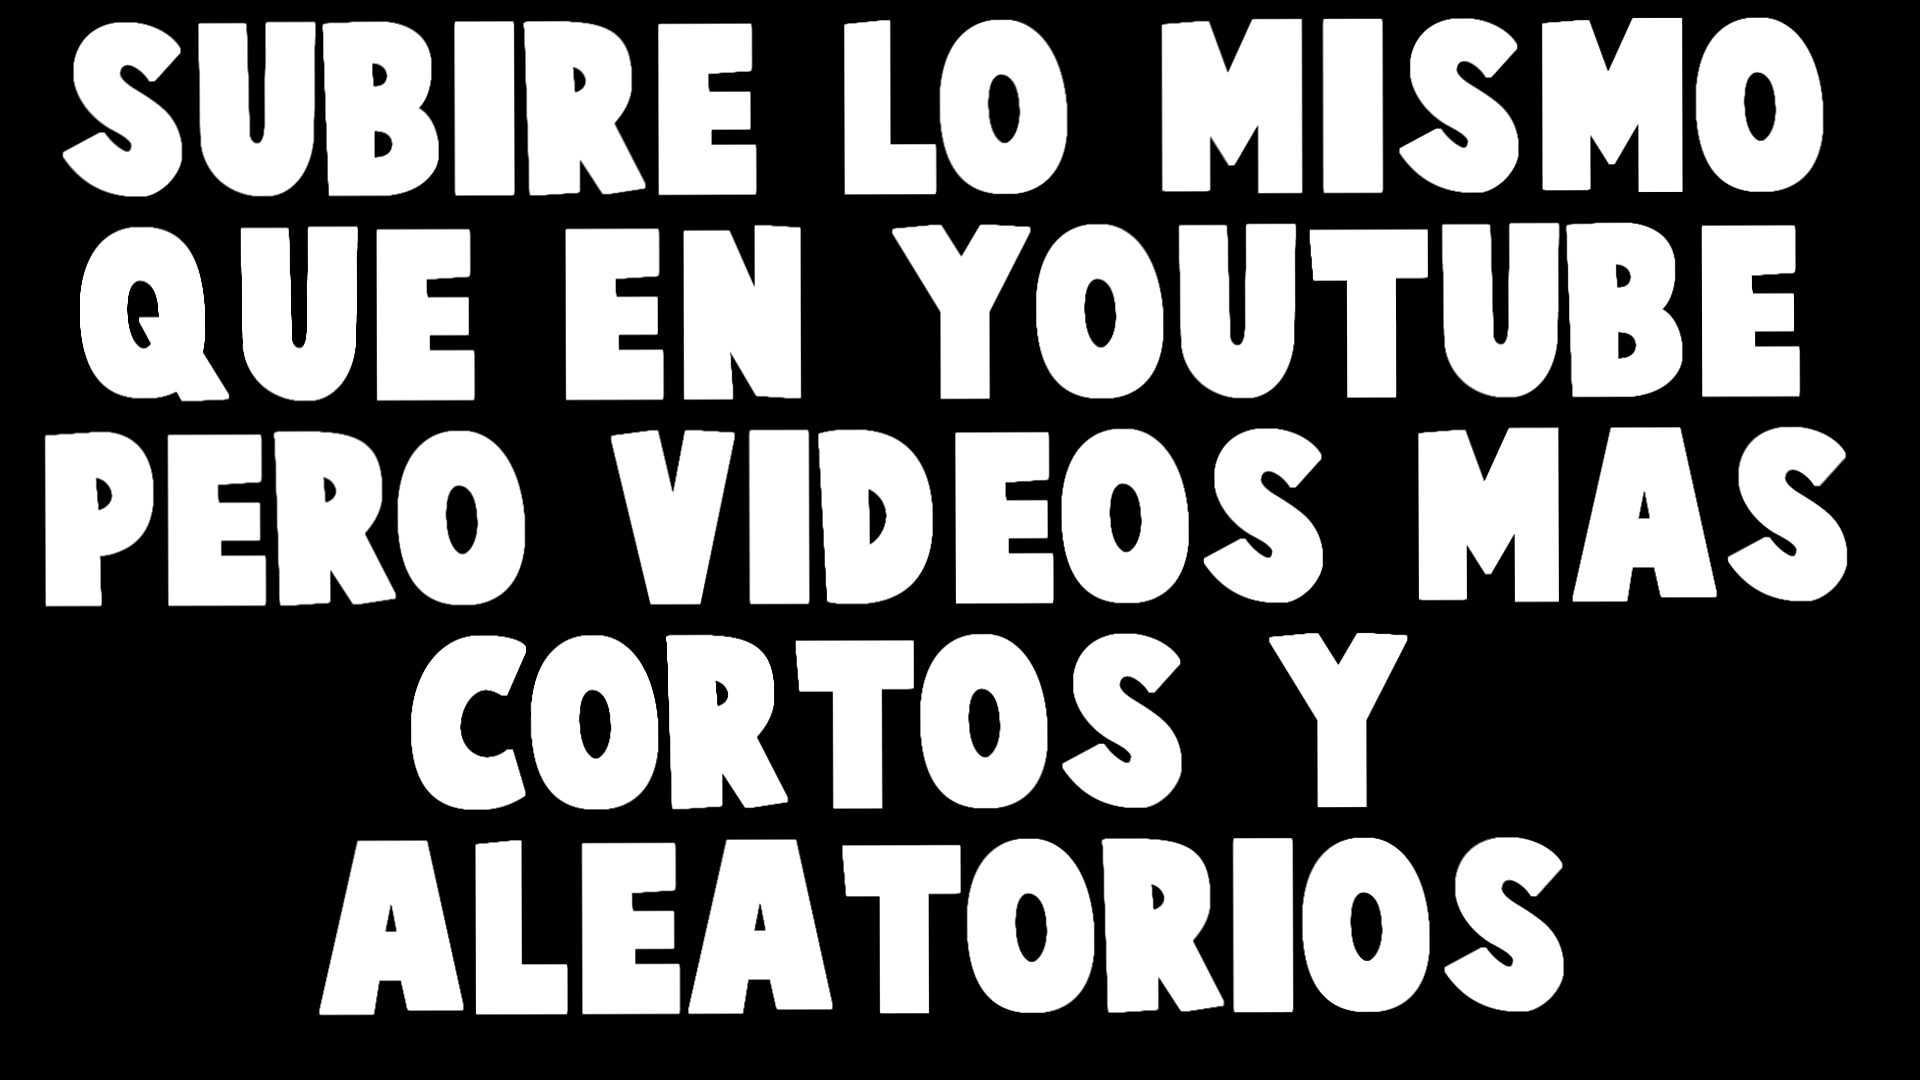 SUBIRE LO MISMO
QUE EN YOUTUBE
PERO VIDEOS MAS
CORTOS Y
ALEATORIOS